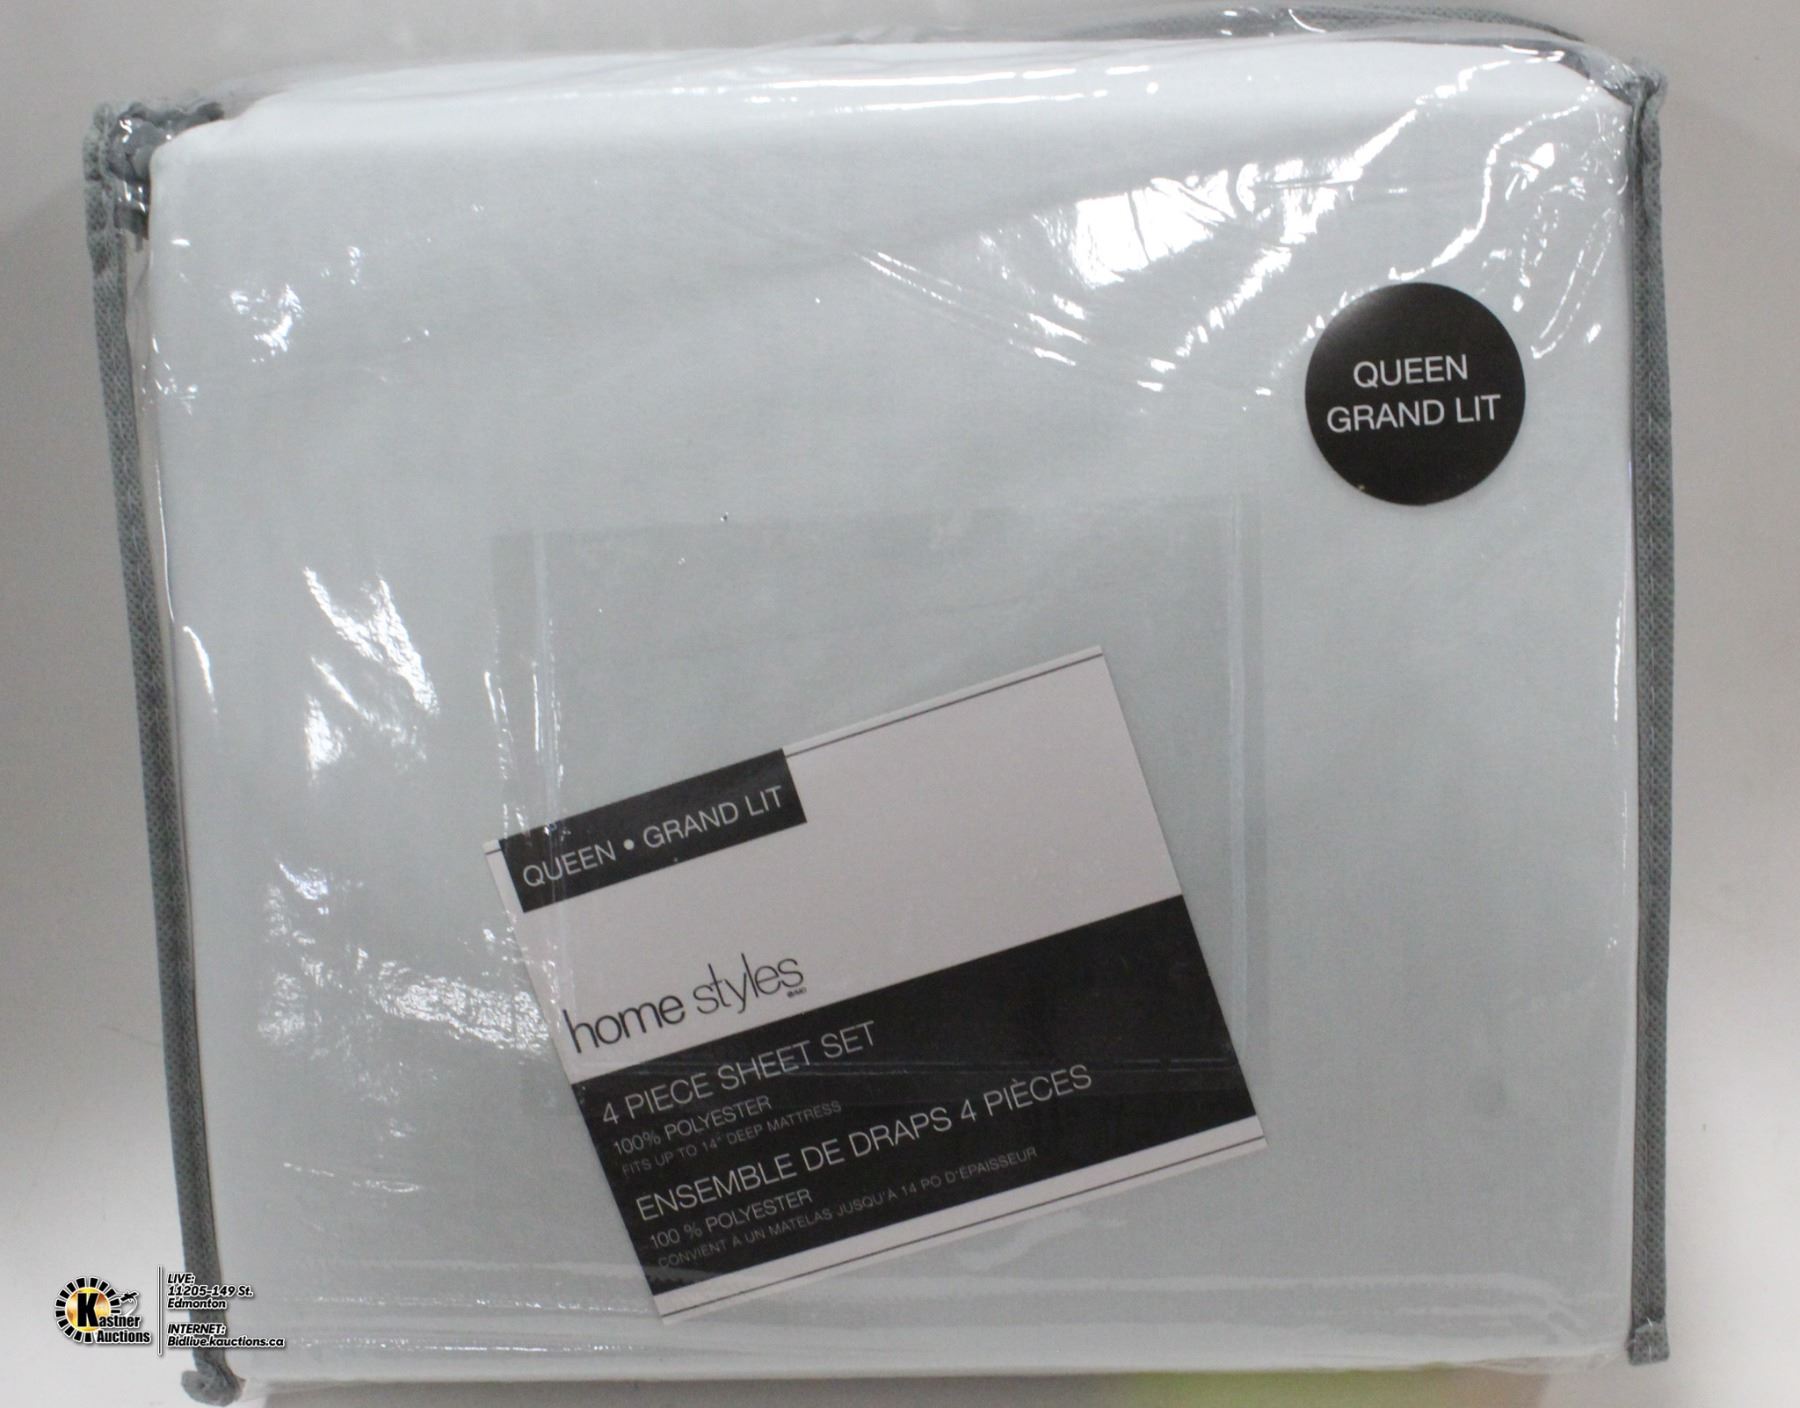 QUEEN
GRAND LIT
QUEEN • GRAND LIT
home styles
4 PIECE SHEET SET
100% POLYESTER
FITS UP TO 14" DEEP MATTRESS
ENSEMBLE DE DRAPS 4 PIÈCES
100 % POLYESTER
CONVIENT À UN MATELAS JUSQU'À 14 PO D'ÉPAISSEUR
Kastner
Auctions
LIVE:
11205-149 St.
Edmonton
INTERNET:
Bidlive.kauctions.ca